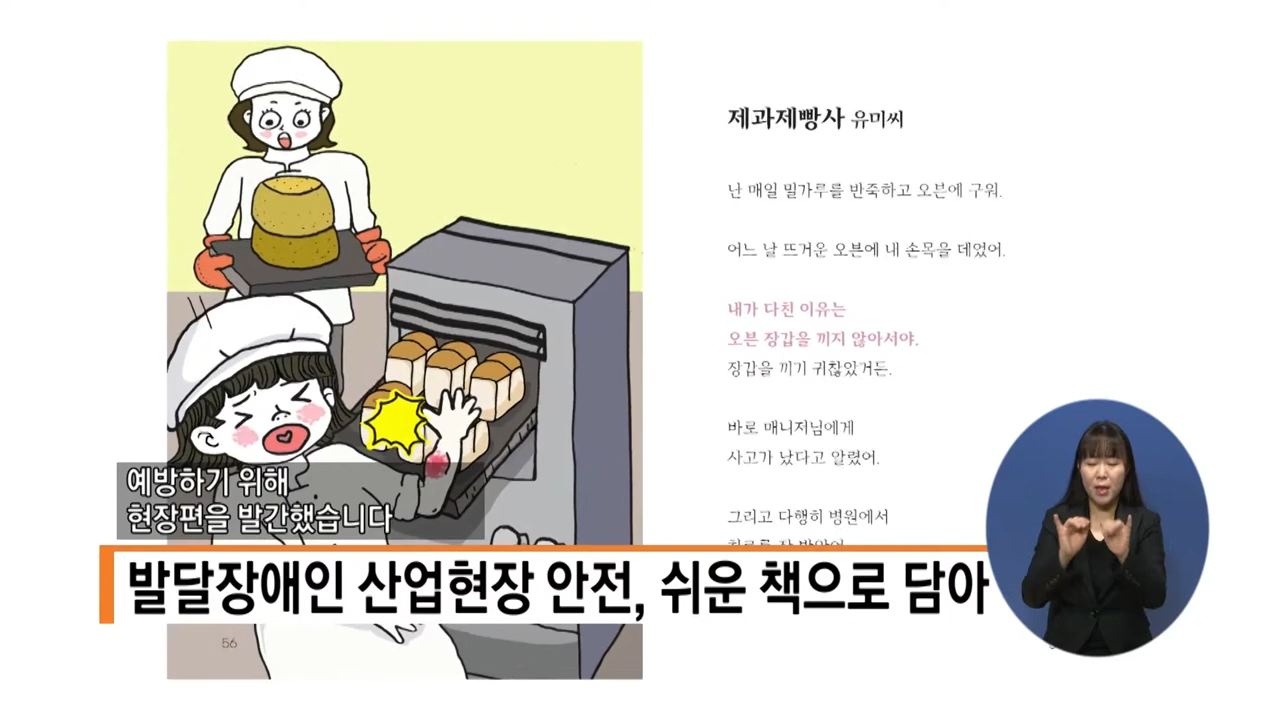 제과제빵사 유미씨
난 매일 밀가루를 반죽하고 오븐에 구워.
어느 날 뜨거운 오븐에 내 손목을 데었어.
내가 다친 이유는
오븐 장갑을 끼지 않아서야.
장갑을 끼기 귀찮았거든.
바로 매니저님에게
사고가 났다고 알렸어.
그리고 다행히 병원에서
예방하기 위해
현장편을 발간했습니다
발달장애인 산업현장 안전, 쉬운 책으로 담아
56